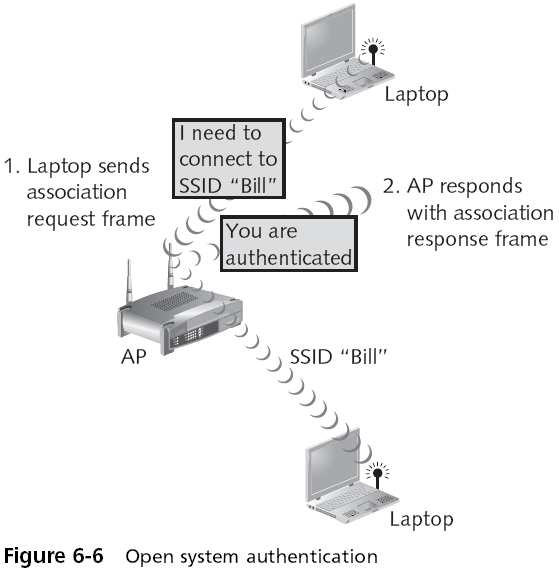 Laptop
I need to
connect to
SSID “Bill”
1. Laptop sends
association
request frame
2. AP responds
with association
response frame
You are
authenticated
AP
SSID “Bill”
Laptop
Figure 6-6 Open system authentication